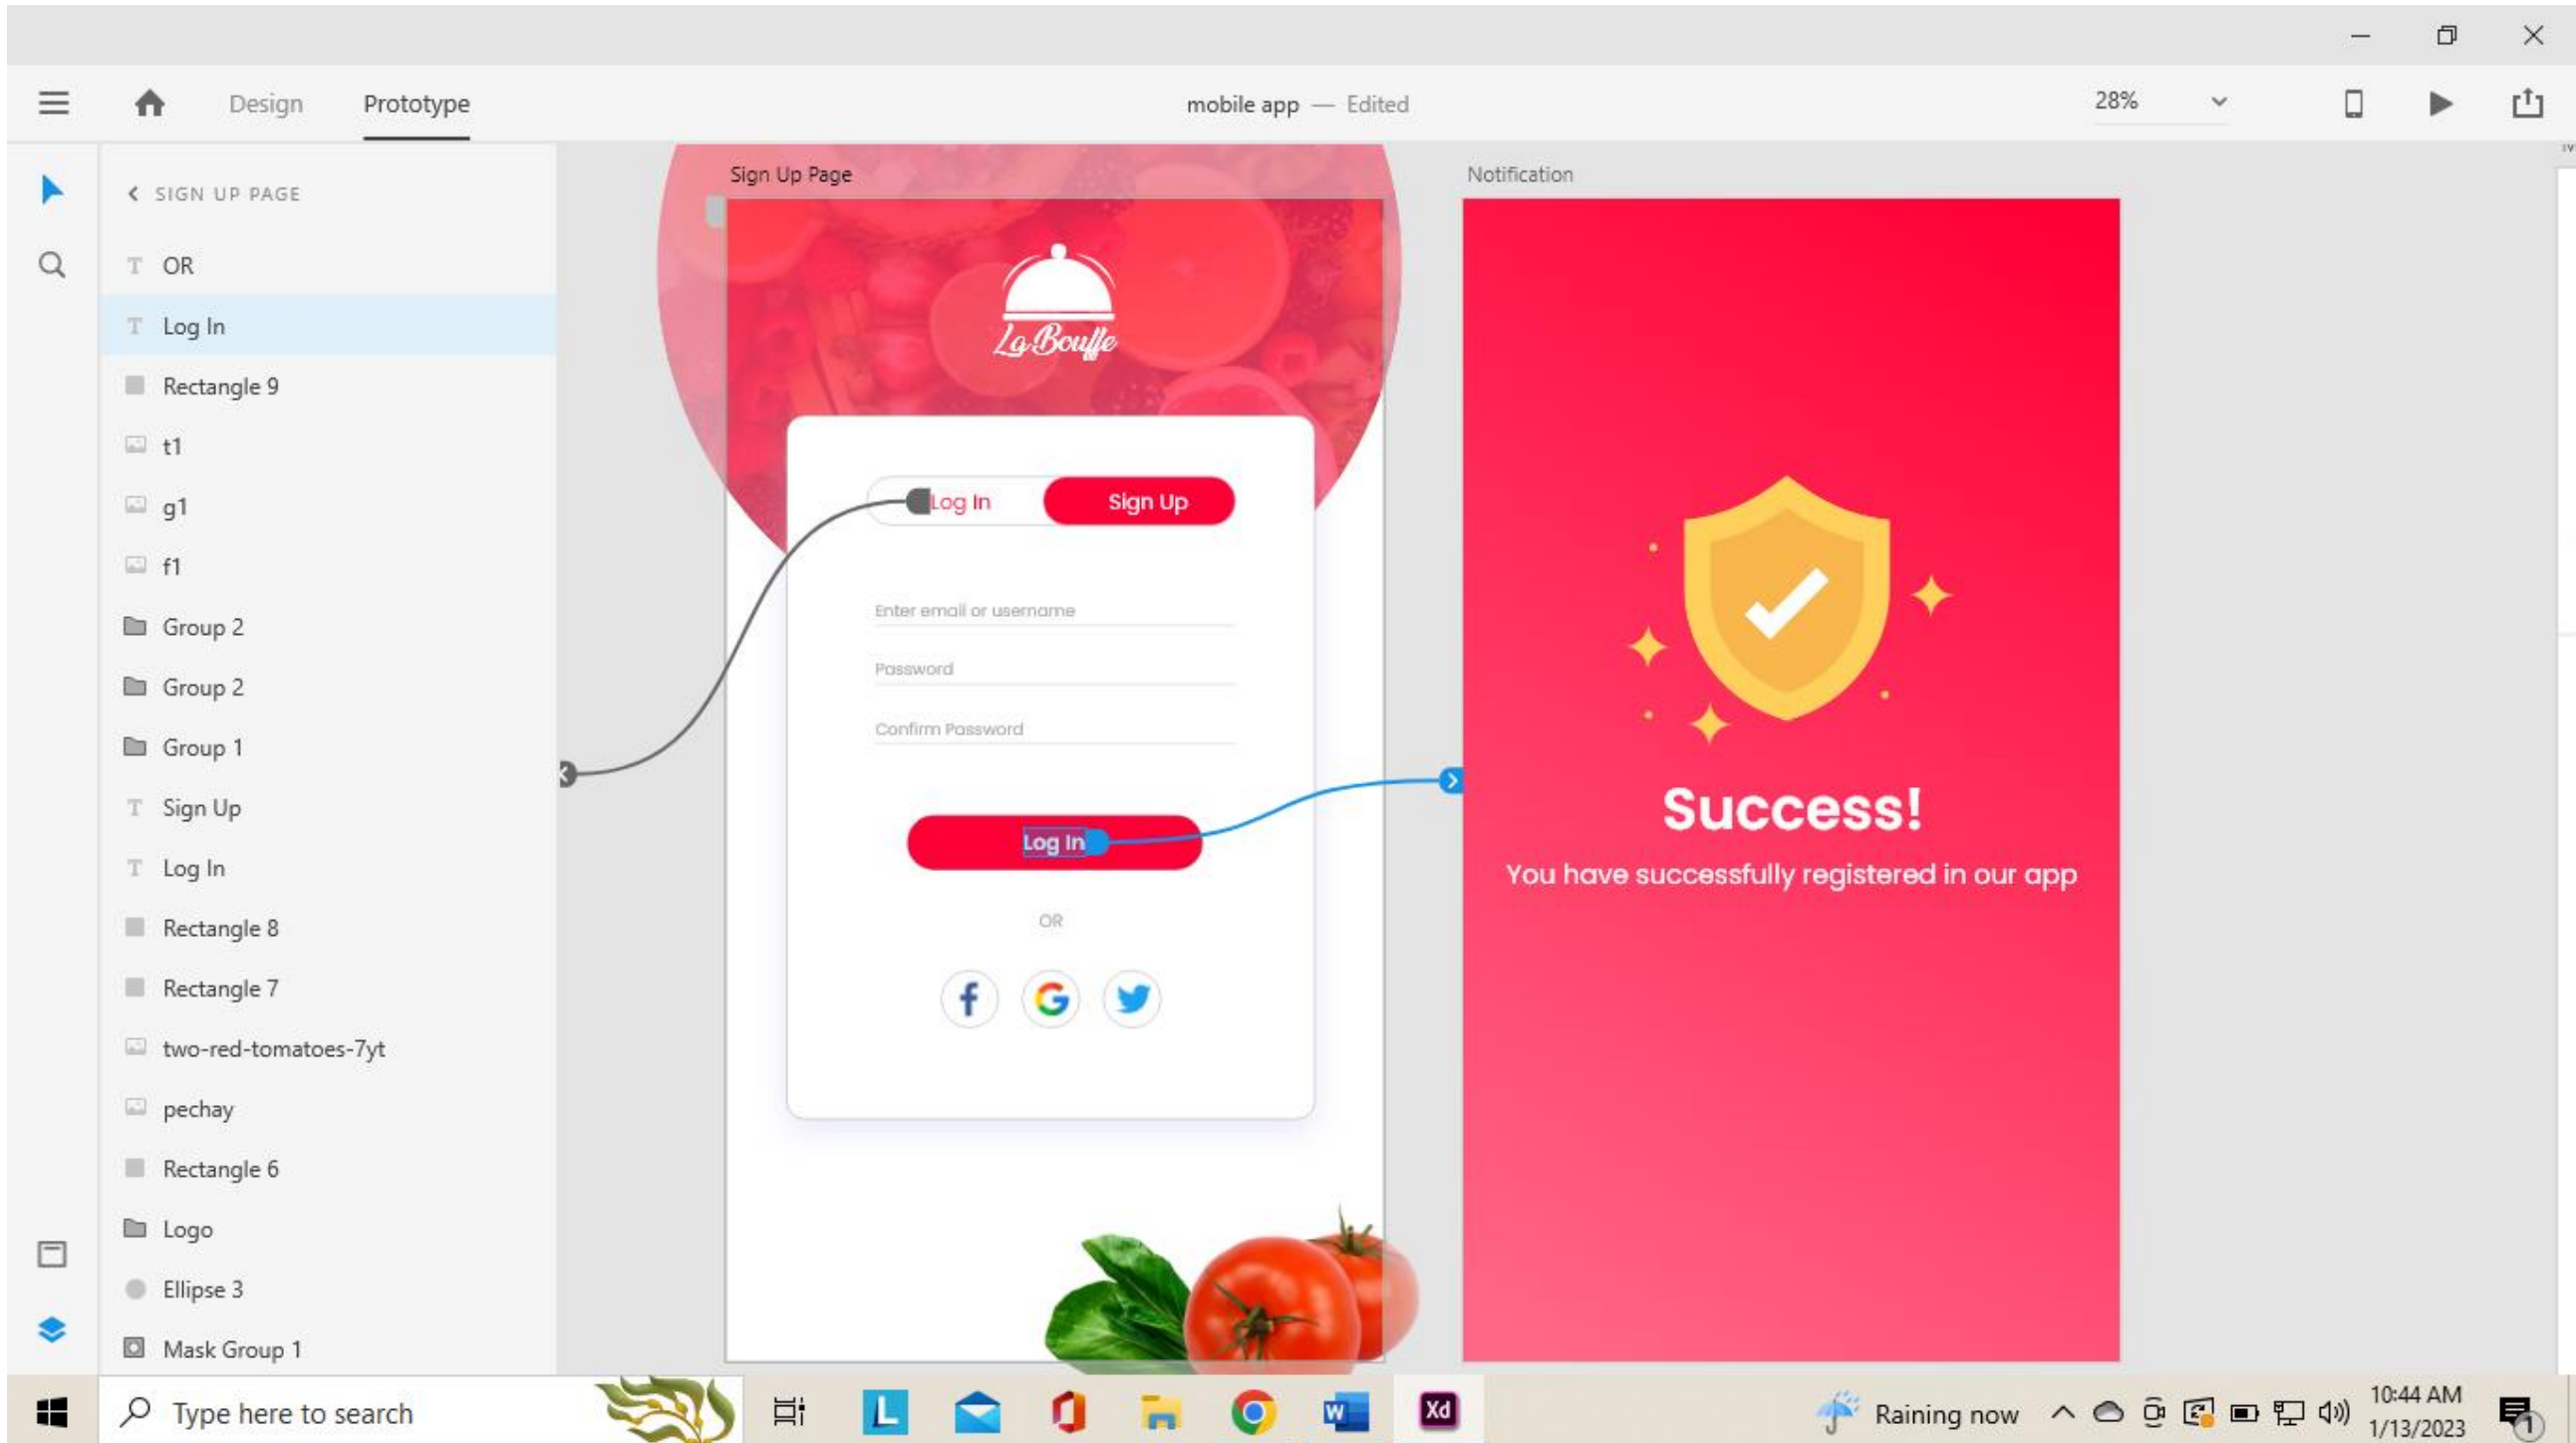 Design
Prototype
mobile app — Edited
28%
SIGN UP PAGE
OR
Log In
Rectangle 9
t1
g1
f1
Group 2
Group 2
Group 1
Sign Up
Log In
Rectangle 8
Rectangle 7
two-red-tomatoes-7yt
pechay
Rectangle 6
Logo
Ellipse 3
Mask Group 1
Sign Up Page
La Bouffe
Log In
Sign Up
Enter email or username
Password
Confirm Password
Log In
OR
Notification
Success!
You have successfully registered in our app
Type here to search
L
W
Xd
Raining now
10:44 AM
1/13/2023
1